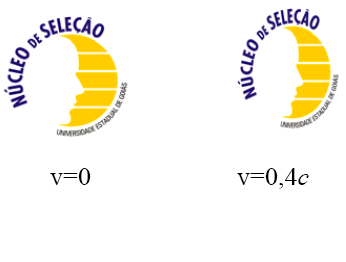 NÚCLEO DE SELEÇÃO
UNIVERSIDADE ESTADUAL DE GOIÁS
v=0
NÚCLEO DE SELEÇÃO
UNIVERSIDADE ESTADUAL DE GOIÁS
v=0,4c